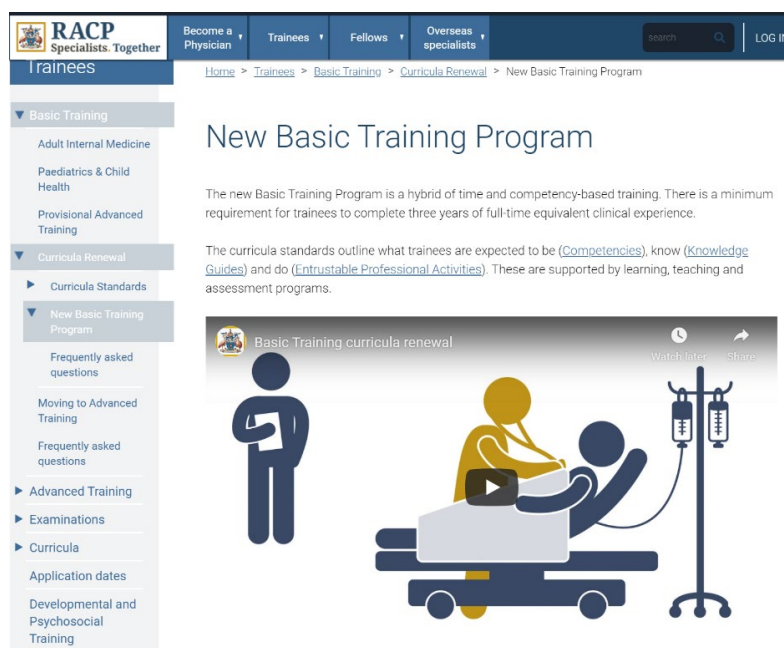 RACP
Specialists. Together
Become a
Physician
Trainees
Fellows
Overseas
specialists
search
LOG IN
Trainees
Home > Trainees > Basic Training > Curricula Renewal > New Basic Training Program
Basic Training
Adult Internal Medicine
Paediatrics & Child
Health
Provisional Advanced
Training
Curricula Renewal
Curricula Standards
New Basic Training
Program
Frequently asked
questions
Moving to Advanced
Training
Frequently asked
questions
Advanced Training
Examinations
Curricula
Application dates
Developmental and
Psychosocial
Training
New Basic Training Program
The new Basic Training Program is a hybrid of time and competency-based training. There is a minimum
requirement for trainees to complete three years of full-time equivalent clinical experience.
The curricula standards outline what trainees are expected to be (Competencies), know (Knowledge
Guides) and do (Entrustable Professional Activities). These are supported by learning, teaching and
assessment programs.
Basic Training curricula renewal
Watch later
Share